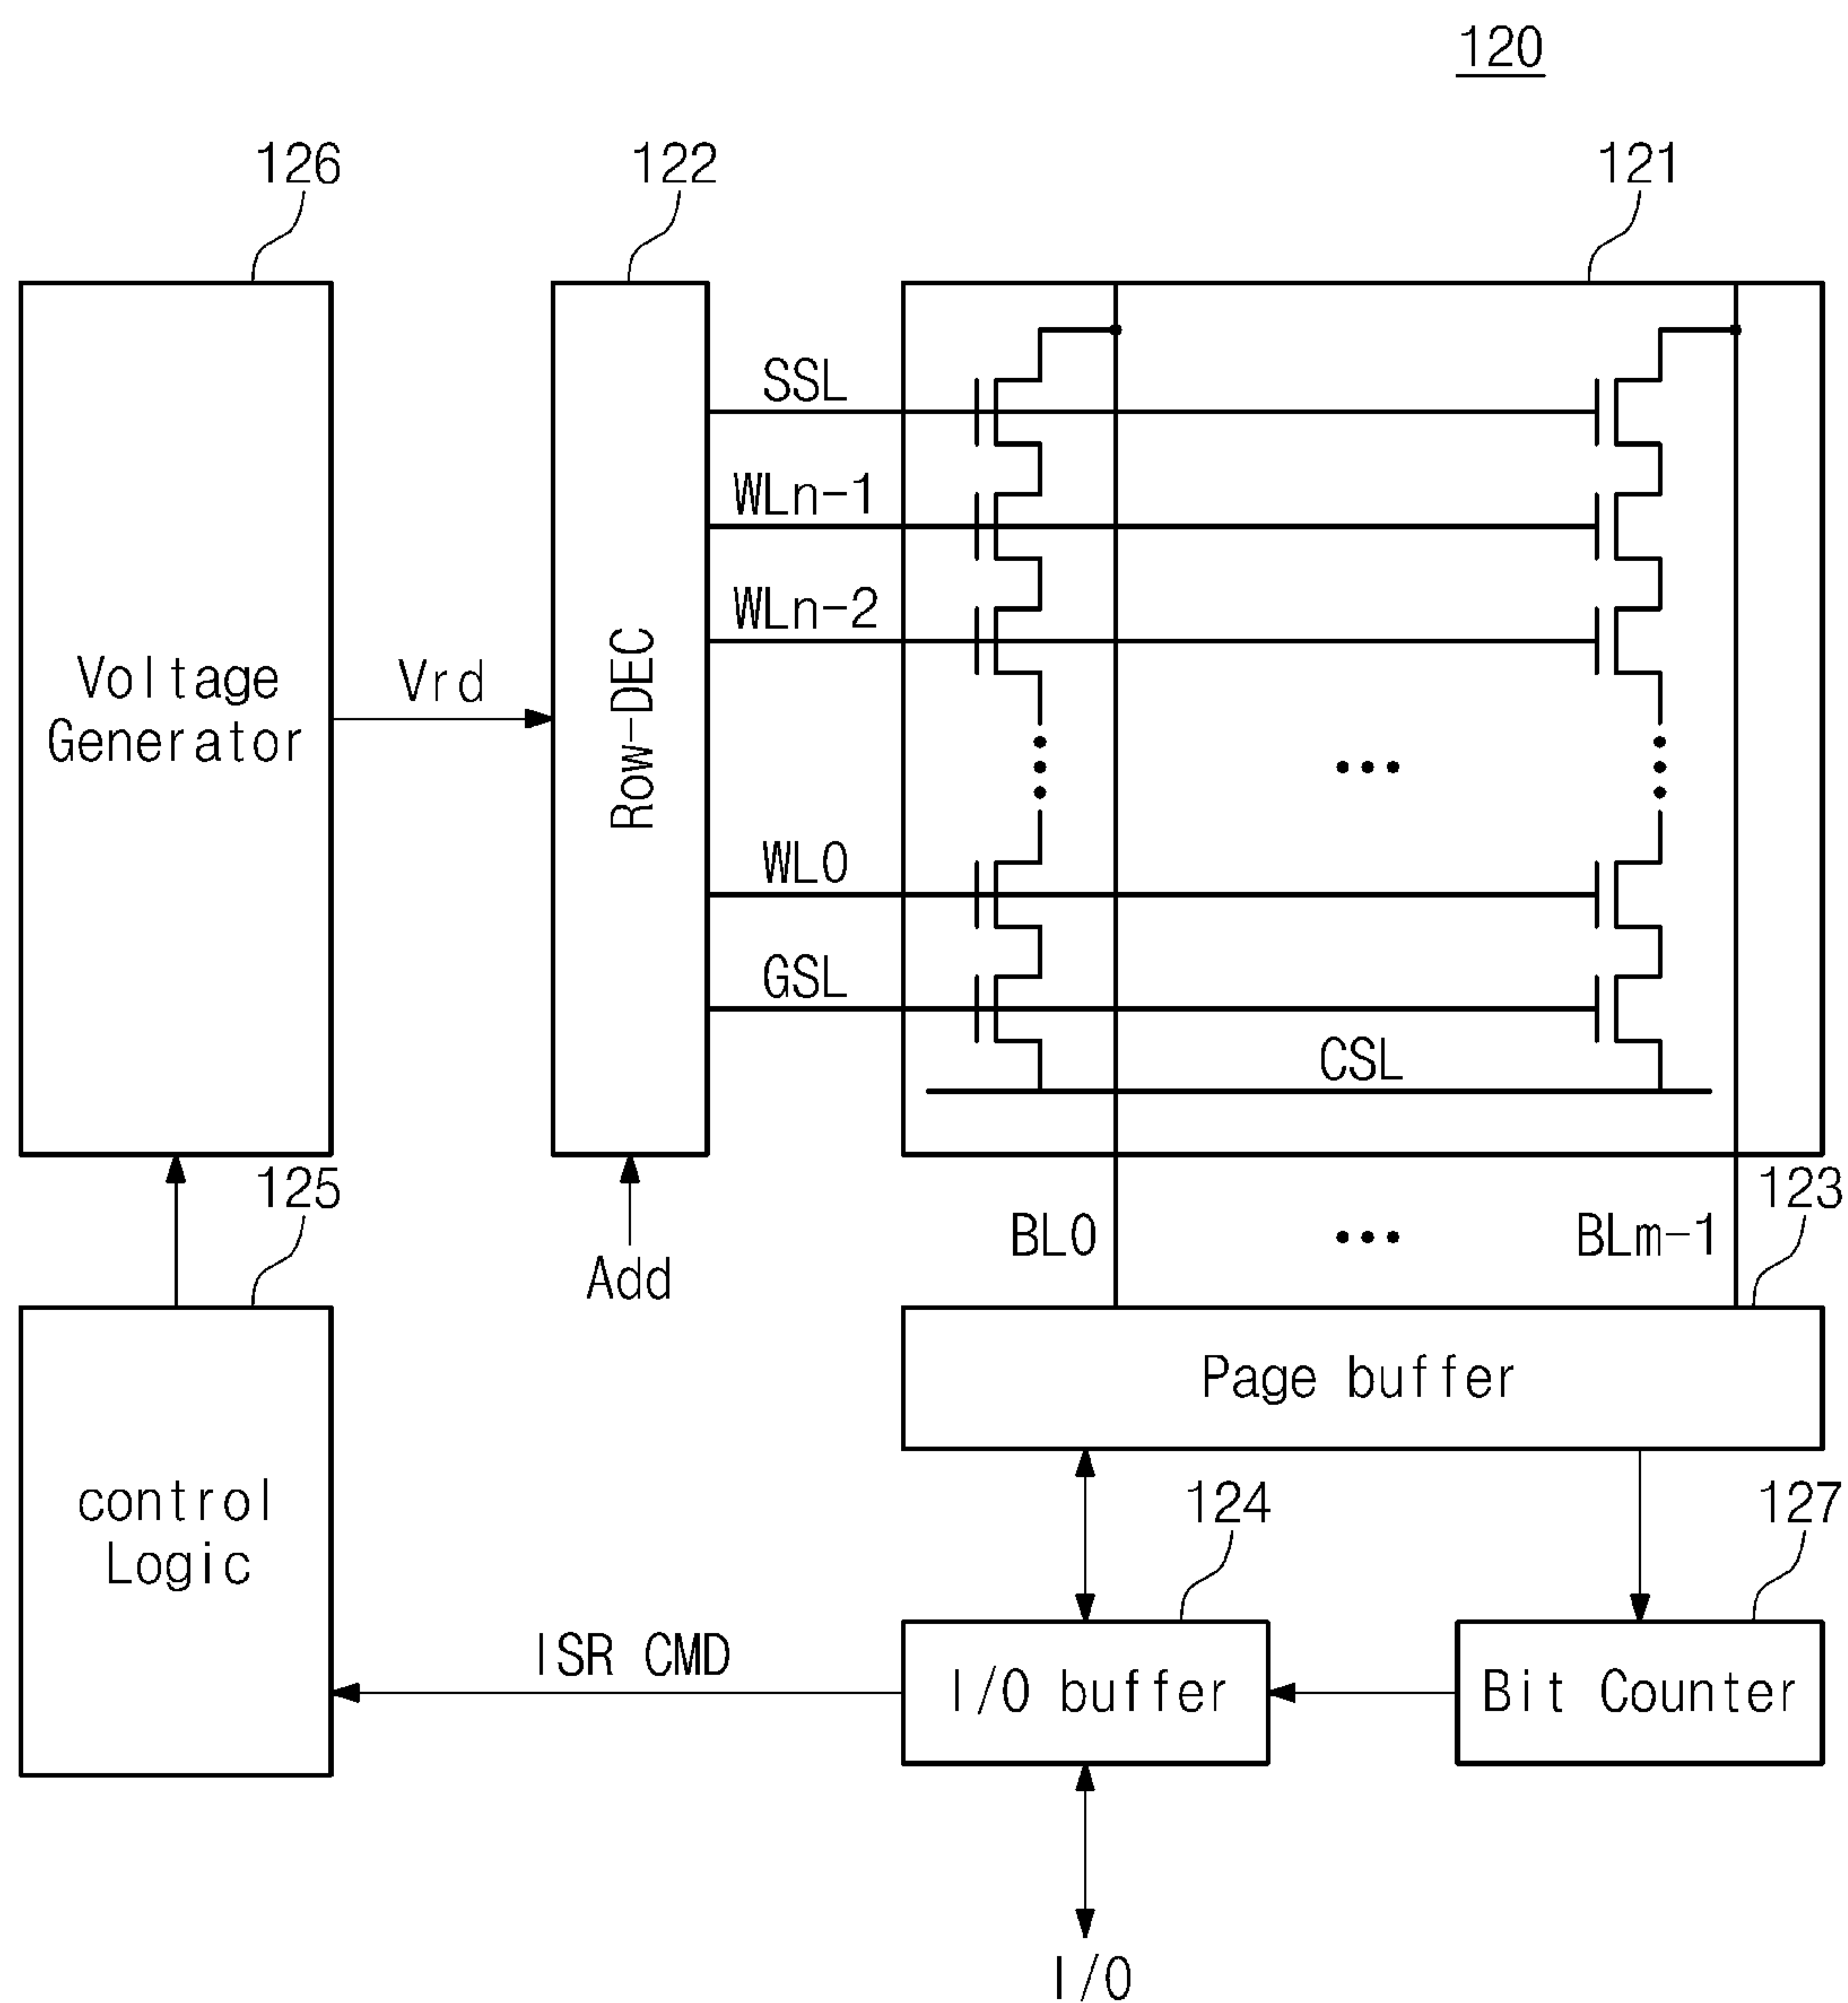 120
126
122
121
SSL
WLn-1
WLn-2
Voltage
Generator
Vrd
Row-DEC
WL0
GSL
CSL
125
123
BL0
BLm-1
Add
Page buffer
control
Logic
124
127
ISR CMD
I/O buffer
Bit Counter
I/O